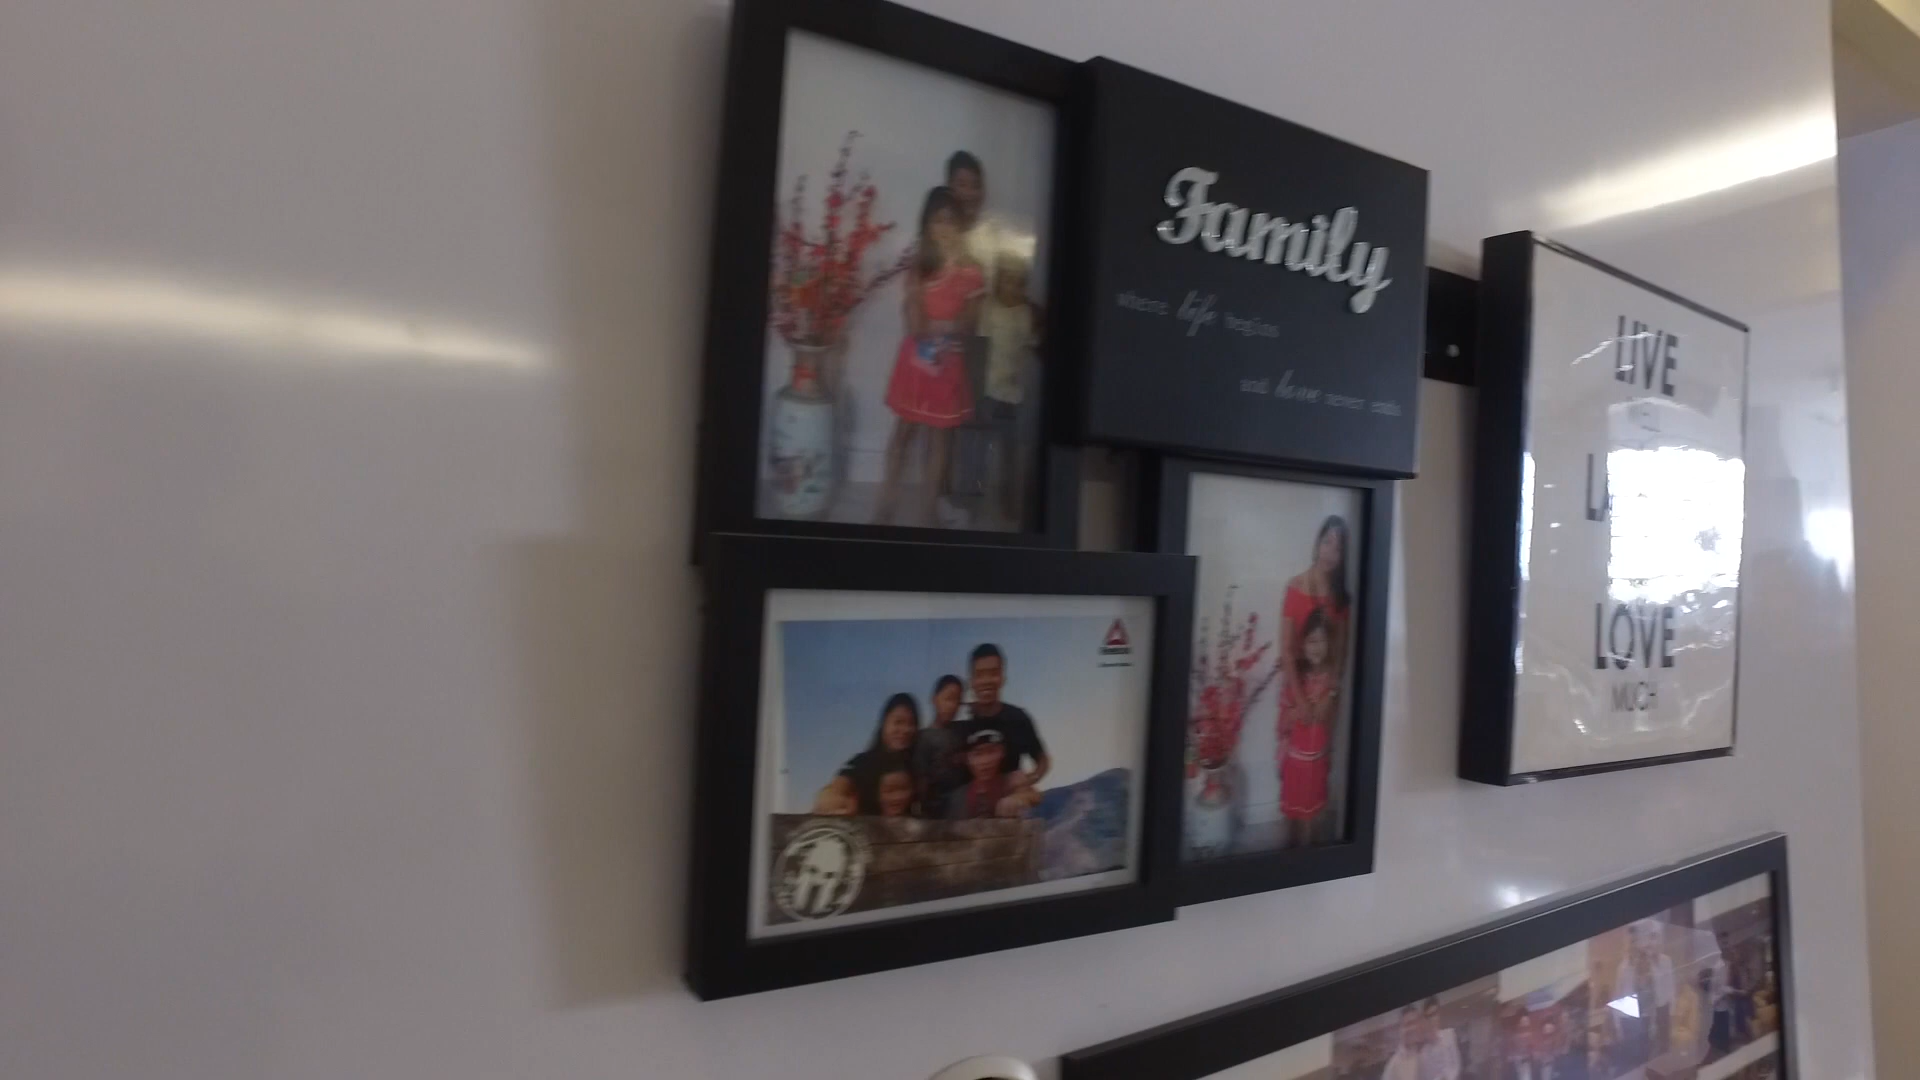 Family
where life begins
and love never ends
LIVE
LOVE
MUCH